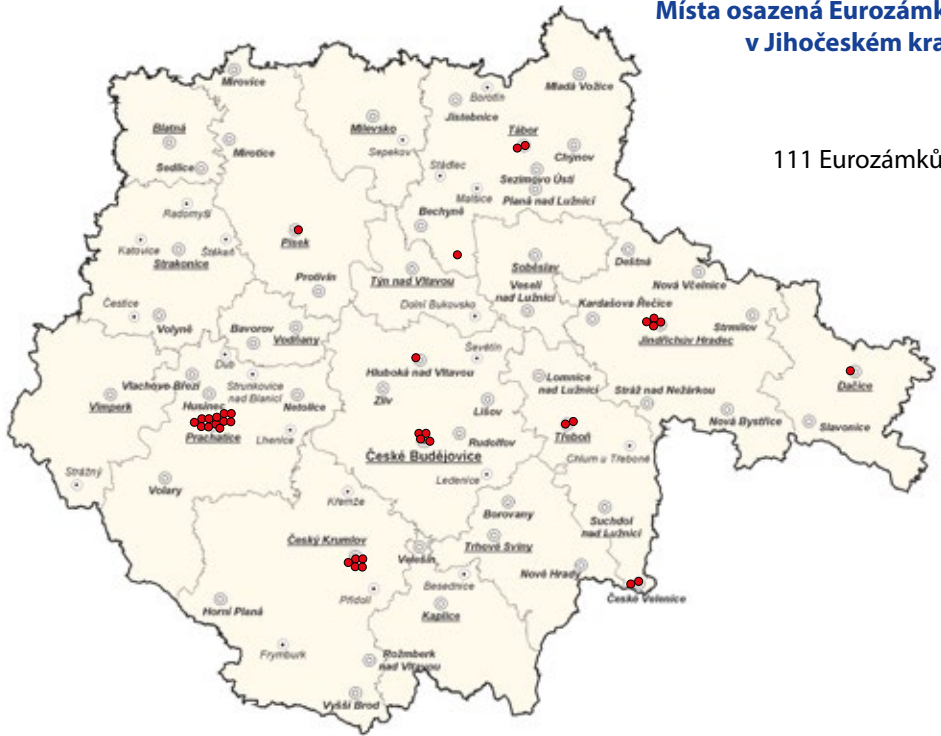 Místa osazená Eurozámk
v Jihočeském kra
111 Eurozámků
Mirovice
Mladá Vožice
Borotín
Jistebnice
Blatná
Milevsko
Tábor
Mirotice
Sepekov
Chýnov
Sedlice
Stádlec
Sezimovo Ústí
Malšice
Planá nad Lužnicí
Radomyšl
Bechyně
Katovice
Štěkeň
Písek
Strakonice
Týn nad Vltavou
Soběslav
Deštná
Protivín
Veselí
nad Lužnicí
Nová Včelnice
Čestice
Dolní Bukovsko
Kardašova Řečice
Volyně
Bavorov
Vodňany
Strmilov
Jindřichův Hradec
Dub
Ševětín
Hluboká nad Vltavou
Vlachovo Březí
Strunkovice
nad Blanicí
Lomnice
nad Lužnicí
Stráž nad Nežárkou
Dačice
Vimperk
Husinec
Netolice
Zliv
Lišov
Nová Bystřice
Slavonice
Prachatice
Lhenice
Rudolfov
Třeboň
České Budějovice
Chlum u Třeboně
Strážný
Ledenice
Volary
Křemže
Borovany
Suchdol
nad Lužnicí
Český Krumlov
Velešín
Trhové Sviny
Besednice
Nové Hrady
Přídolí
České Velenice
Horní Planá
Kaplice
Frymburk
Rožmberk
nad Vltavou
Vyšší Brod